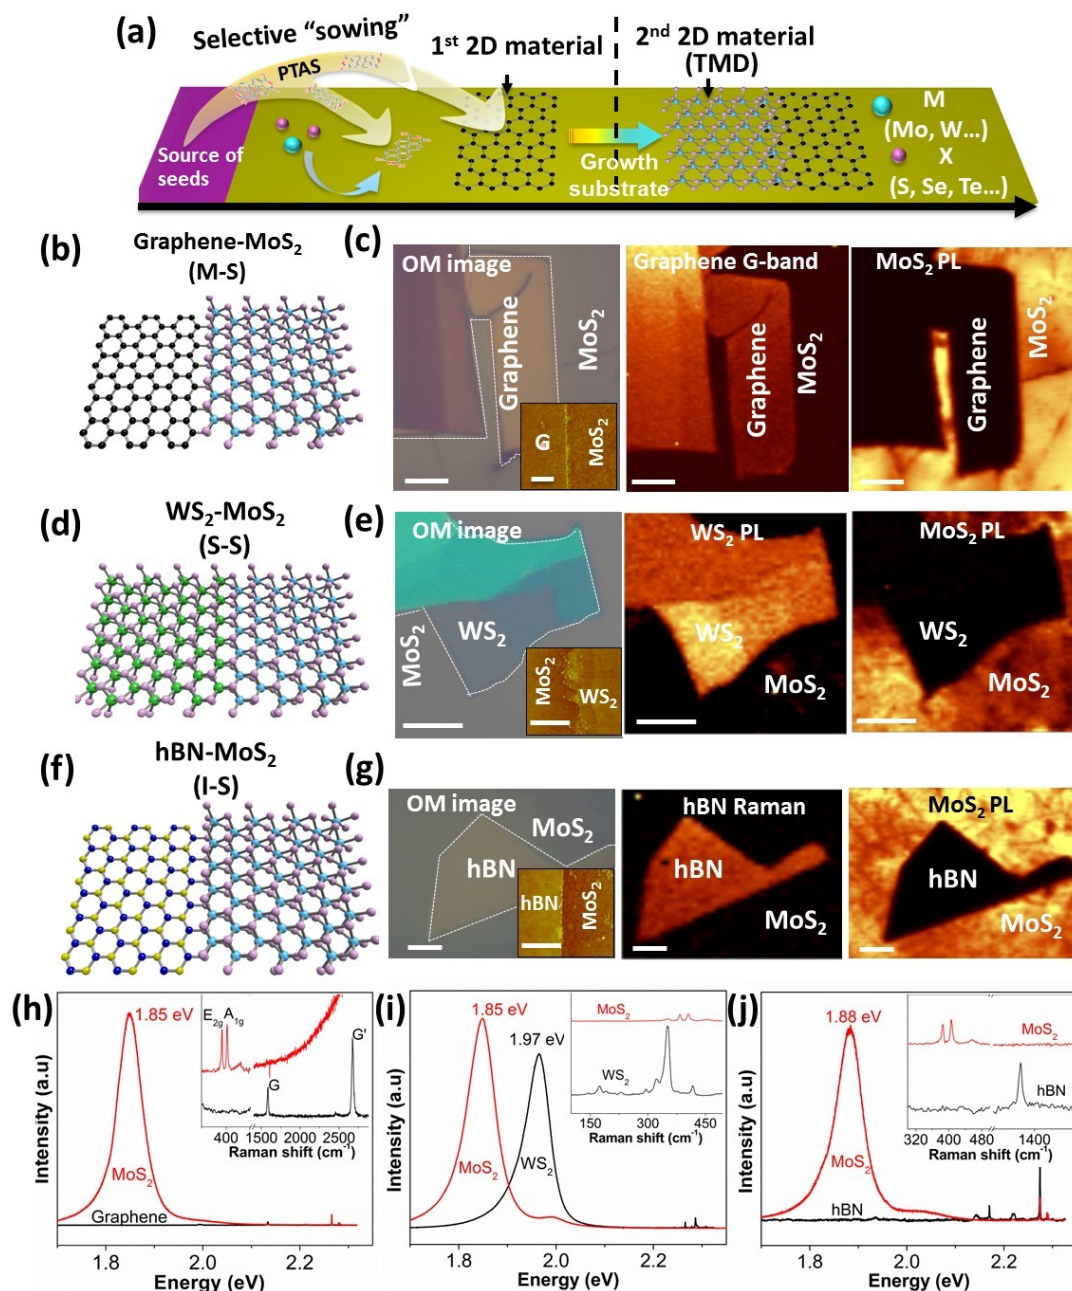 (a)
Selective "sowing"
PTAS
1st 2D material
2nd 2D material
(TMD)
Source of
seeds
Growth
substrate
M
(Mo, W...)
X
(S, Se, Te...)
(b)
Graphene-MoS2
(M-S)
(c)
OM image
Graphene
MoS2
G
MoS2
Graphene G-band
Graphene
MoS2
MoS2 PL
Graphene
MoS2
(d)
WS2-MoS2
(S-S)
(e)
OM image
MoS2
WS2
MoS2
WS2
WS2 PL
WS2
MoS2
MoS2 PL
WS2
MoS2
(f)
hBN-MoS2
(I-S)
(g)
OM image
MoS2
hBN
hBN
MoS2
hBN Raman
hBN
MoS2
MoS2 PL
hBN
MoS2
(h)
1.85 eV
E2g A1g
G'
G
400 1500 2000 2500
Raman shift (cm-1)
MoS2
Graphene
Intensity (a.u)
1.8 2.0 2.2
Energy (eV)
(i)
1.85 eV
1.97 eV
MoS2
WS2
150 300 450
Raman shift (cm-1)
MoS2
WS2
Intensity (a.u)
1.8 2.0 2.2
Energy (eV)
(j)
1.88 eV
MoS2
hBN
320 400 480 1400
Raman shift (cm-1)
MoS2
hBN
Intensity (a.u)
1.8 2.0 2.2
Energy (eV)